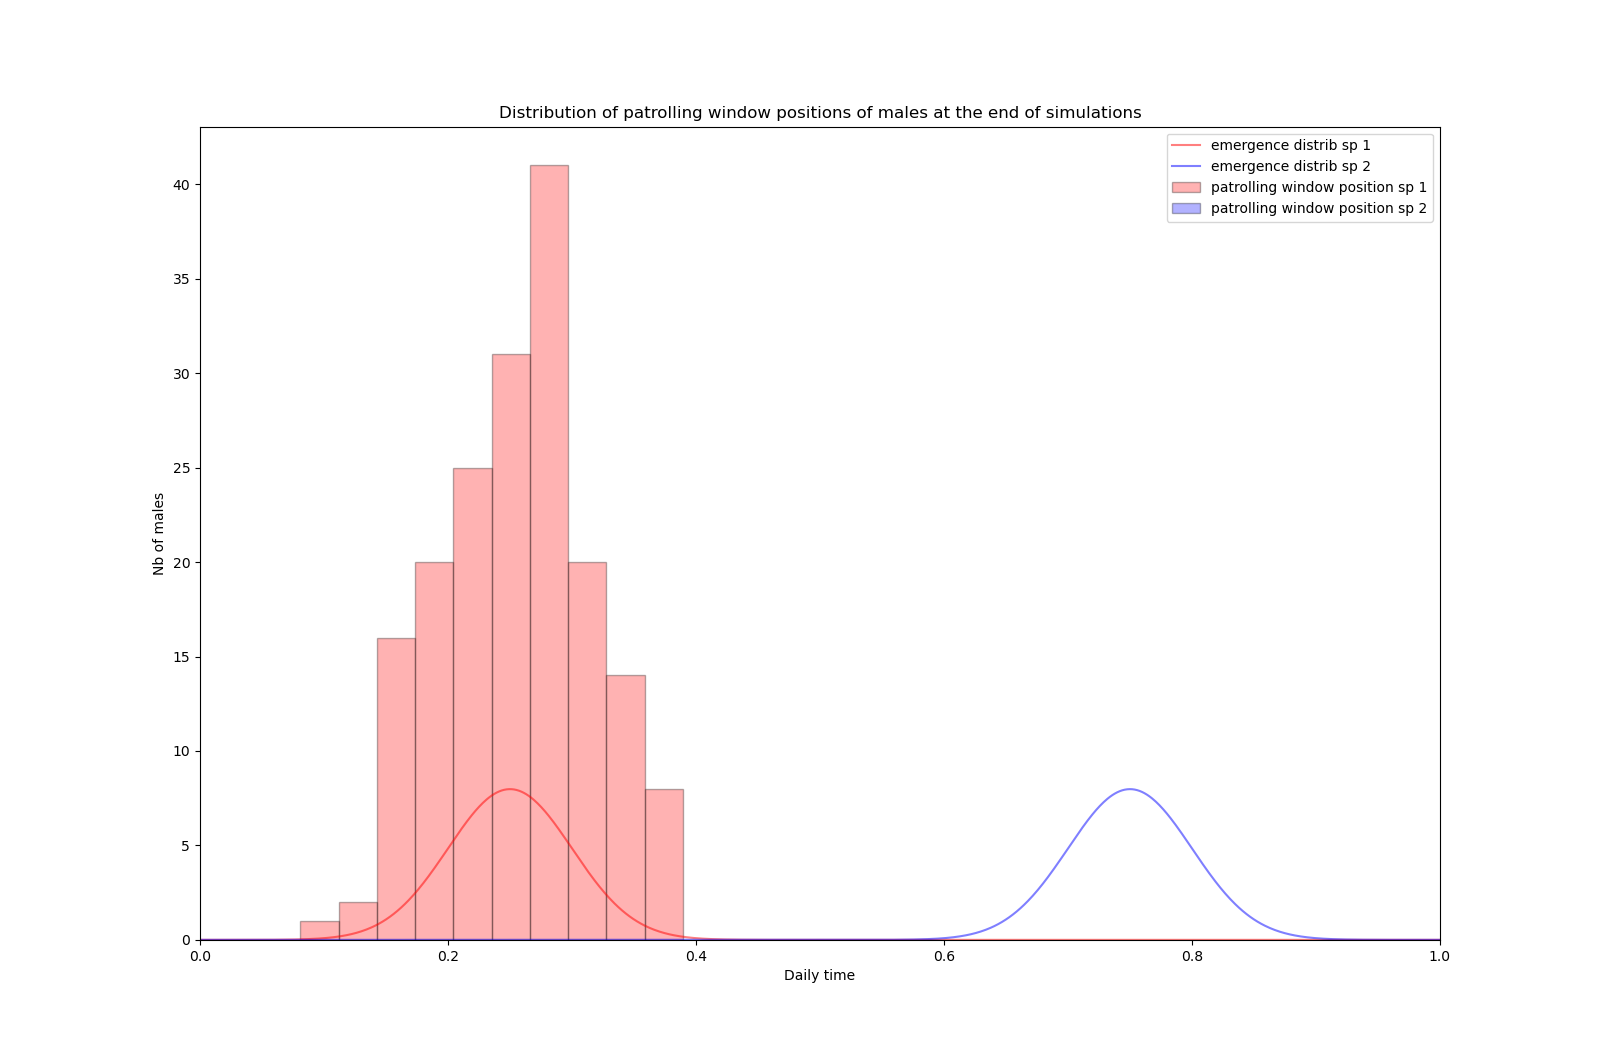 Distribution of patrolling window positions of males at the end of simulations
emergence distrib sp 1
emergence distrib sp 2
patrolling window position sp 1
patrolling window position sp 2
40
35
30
25
20
15
10
5
0
Nb of males
0.0 0.2 0.4 0.6 0.8 1.0
Daily time